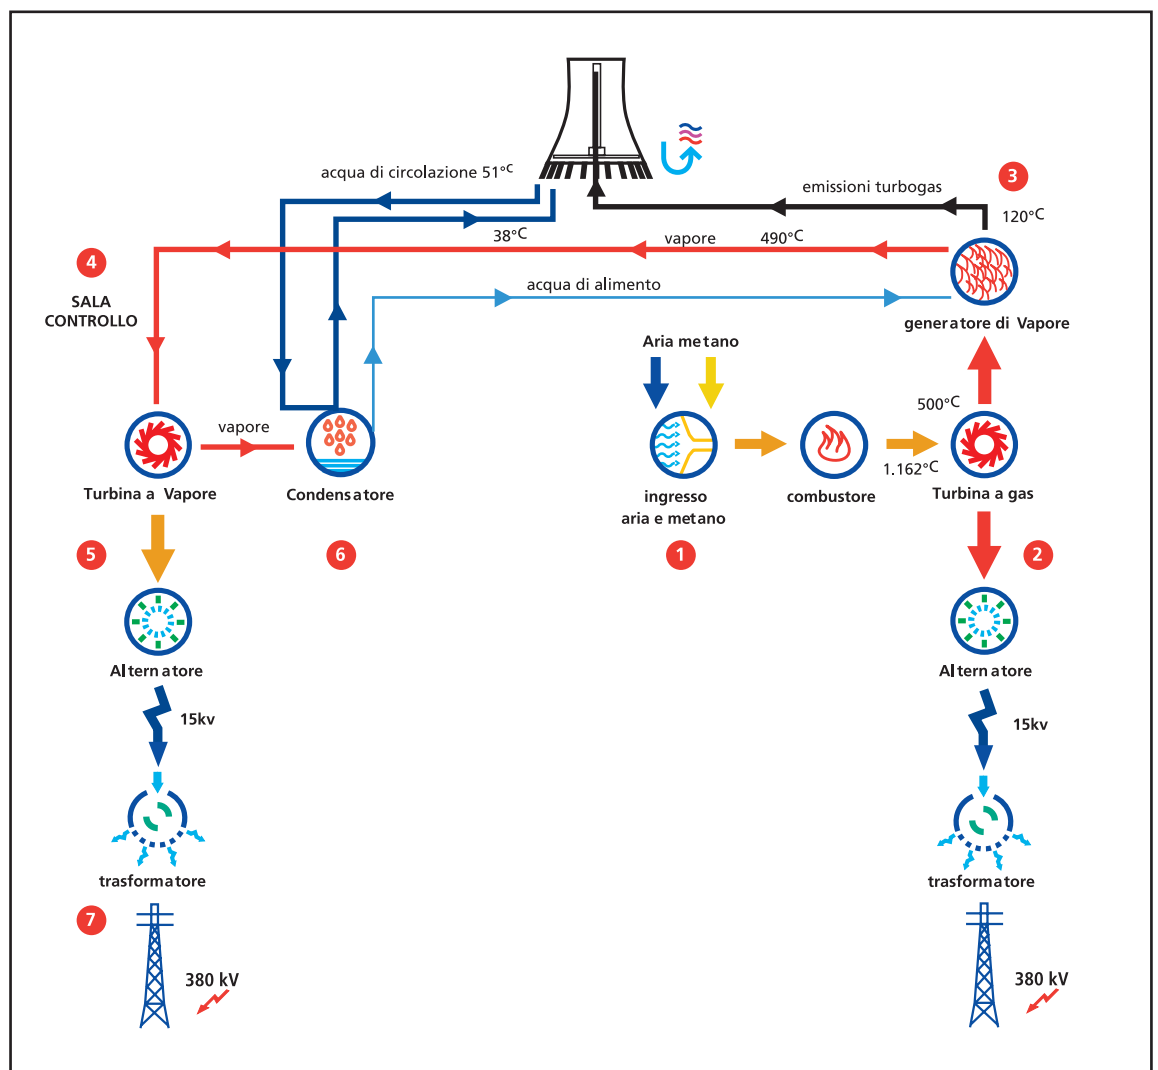 acqua di circolazione 51°C
3
emissioni turbogas
120°C
38°C
vapore
490°C
4
SALA
CONTROLLO
acqua di alimento
generatore di Vapore
Aria metano
500°C
vapore
1.162°C
Turbina a Vapore
Condensatore
ingresso
aria e metano
combustore
Turbina a gas
5
6
1
2
Alternatore
Alternatore
15kv
15kv
trasformatore
trasformatore
7
380 kV
380 kV